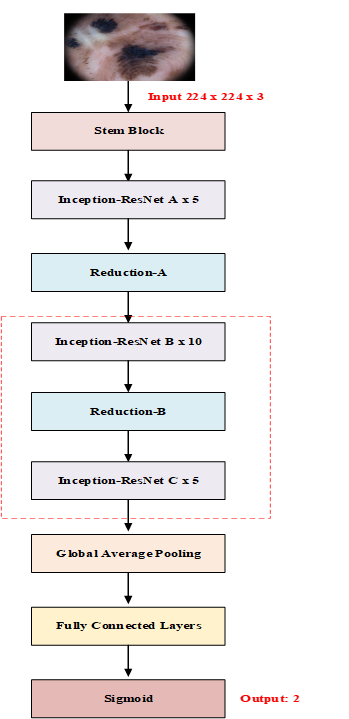 Input 224 x 224 x 3
Stem Block
Inception-ResNet A x 5
Reduction-A
Inception-ResNet B x 10
Reduction-B
Inception-ResNet C x 5
Global Average Pooling
Fully Connected Layers
Sigmoid
Output: 2